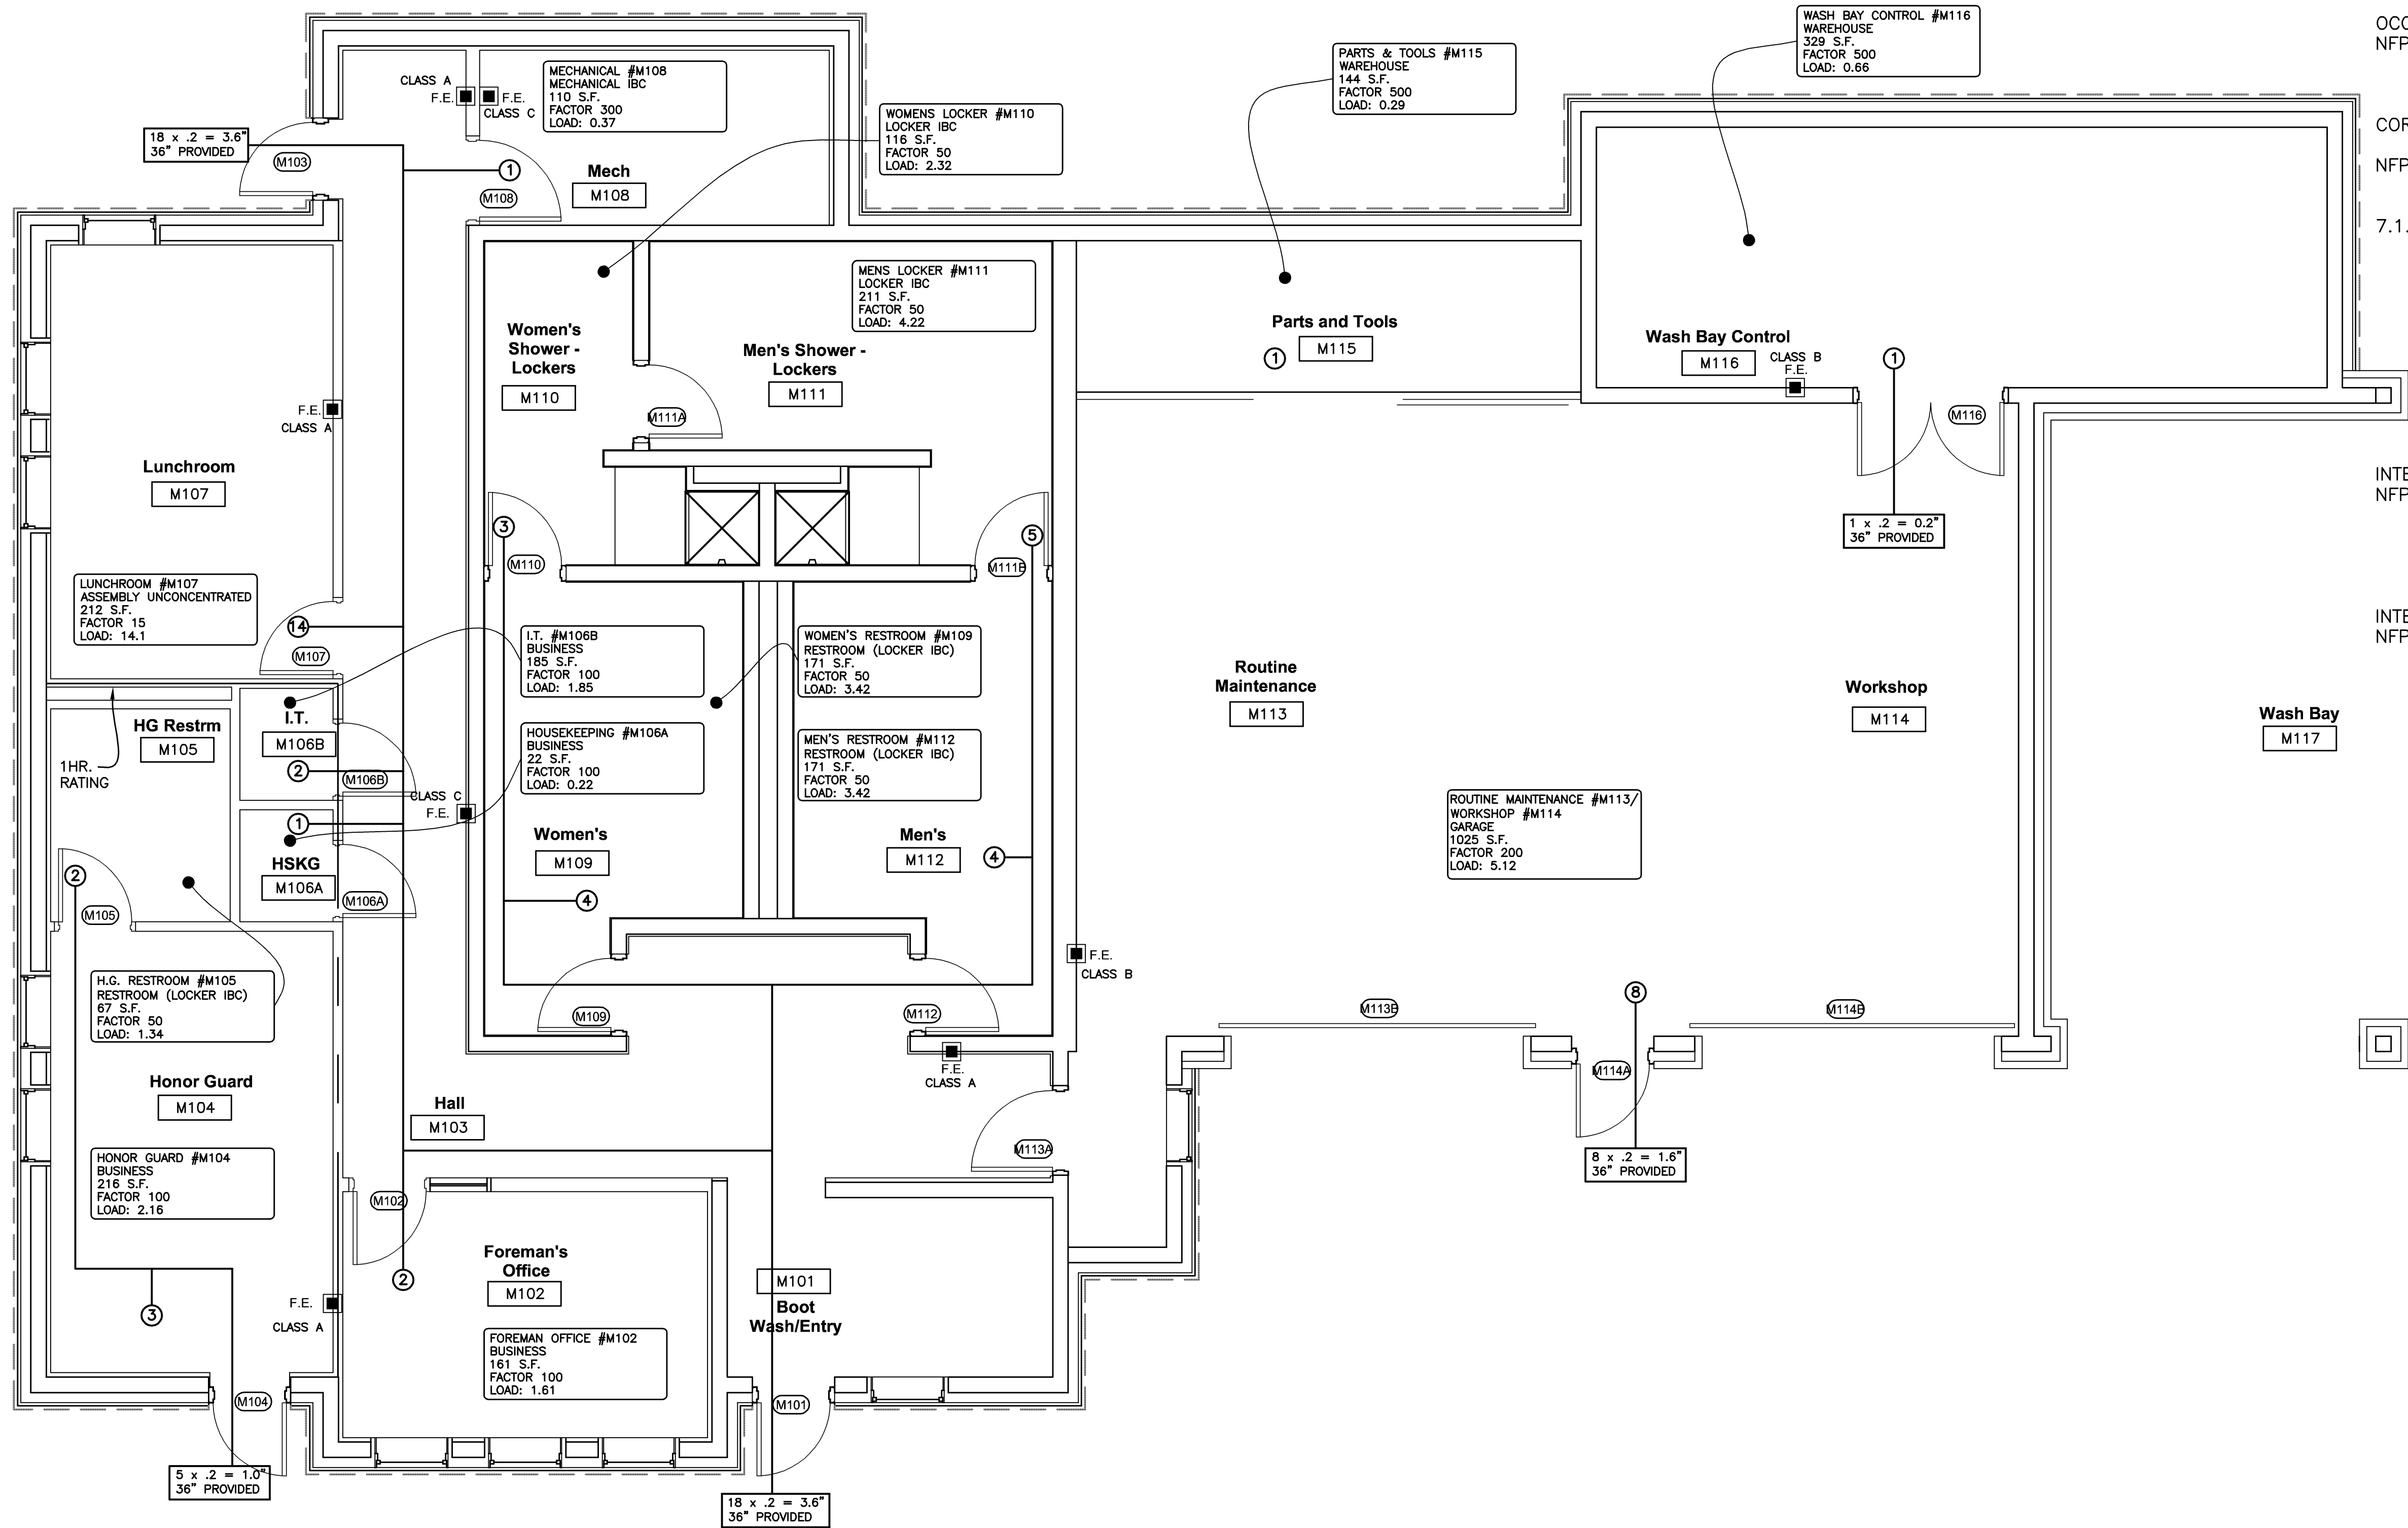 WASH BAY CONTROL #M116
WAREHOUSE
329 S.F.
FACTOR 500
LOAD: 0.66
OCC
NFP
PARTS & TOOLS #M115
WAREHOUSE
144 S.F.
FACTOR 500
LOAD: 0.29
MECHANICAL #M108
MECHANICAL IBC
110 S.F.
FACTOR 300
LOAD: 0.37
CLASS A
F.E.
F.E.
CLASS C
WOMENS LOCKER #M110
LOCKER IBC
116 S.F.
FACTOR 50
LOAD: 2.32
COR
NFP
7.1.
18 x .2 = 3.6"
36" PROVIDED
M103
1
M108
Mech
M108
MENS LOCKER #M111
LOCKER IBC
211 S.F.
FACTOR 50
LOAD: 4.22
Women's
Shower -
Lockers
M110
Men's Shower -
Lockers
M111
M111A
Parts and Tools
1
M115
Wash Bay Control
M116
CLASS B
F.E.
1
M116
F.E.
CLASS A
Lunchroom
M107
INTE
NFP
3
M110
5
M111B
1 x .2 = 0.2"
36" PROVIDED
LUNCHROOM #M107
ASSEMBLY UNCONCENTRATED
212 S.F.
FACTOR 15
LOAD: 14.1
14
M107
INTE
NFP
I.T. #M106B
BUSINESS
185 S.F.
FACTOR 100
LOAD: 1.85
WOMEN'S RESTROOM #M109
RESTROOM (LOCKER IBC)
171 S.F.
FACTOR 50
LOAD: 3.42
Routine
Maintenance
M113
Workshop
M114
Wash Bay
M117
HG Restrm
M105
I.T.
M106B
2
M106B
1HR.
RATING
HOUSEKEEPING #M106A
BUSINESS
22 S.F.
FACTOR 100
LOAD: 0.22
MEN'S RESTROOM #M112
RESTROOM (LOCKER IBC)
171 S.F.
FACTOR 50
LOAD: 3.42
CLASS C
F.E.
ROUTINE MAINTENANCE #M113/
WORKSHOP #M114
GARAGE
1025 S.F.
FACTOR 200
LOAD: 5.12
1
HSKG
M106A
M106A
2
M105
Women's
M109
4
Men's
M112
4
F.E.
CLASS B
H.G. RESTROOM #M105
RESTROOM (LOCKER IBC)
67 S.F.
FACTOR 50
LOAD: 1.34
M109
M112
F.E.
CLASS A
M113B
8
M114B
M114A
Honor Guard
M104
Hall
M103
M113A
HONOR GUARD #M104
BUSINESS
216 S.F.
FACTOR 100
LOAD: 2.16
8 x .2 = 1.6"
36" PROVIDED
M102
Foreman's
Office
M102
2
M101
Boot
Wash/Entry
3
F.E.
CLASS A
FOREMAN OFFICE #M102
BUSINESS
161 S.F.
FACTOR 100
LOAD: 1.61
M104
M101
5 x .2 = 1.0"
36" PROVIDED
18 x .2 = 3.6"
36" PROVIDED